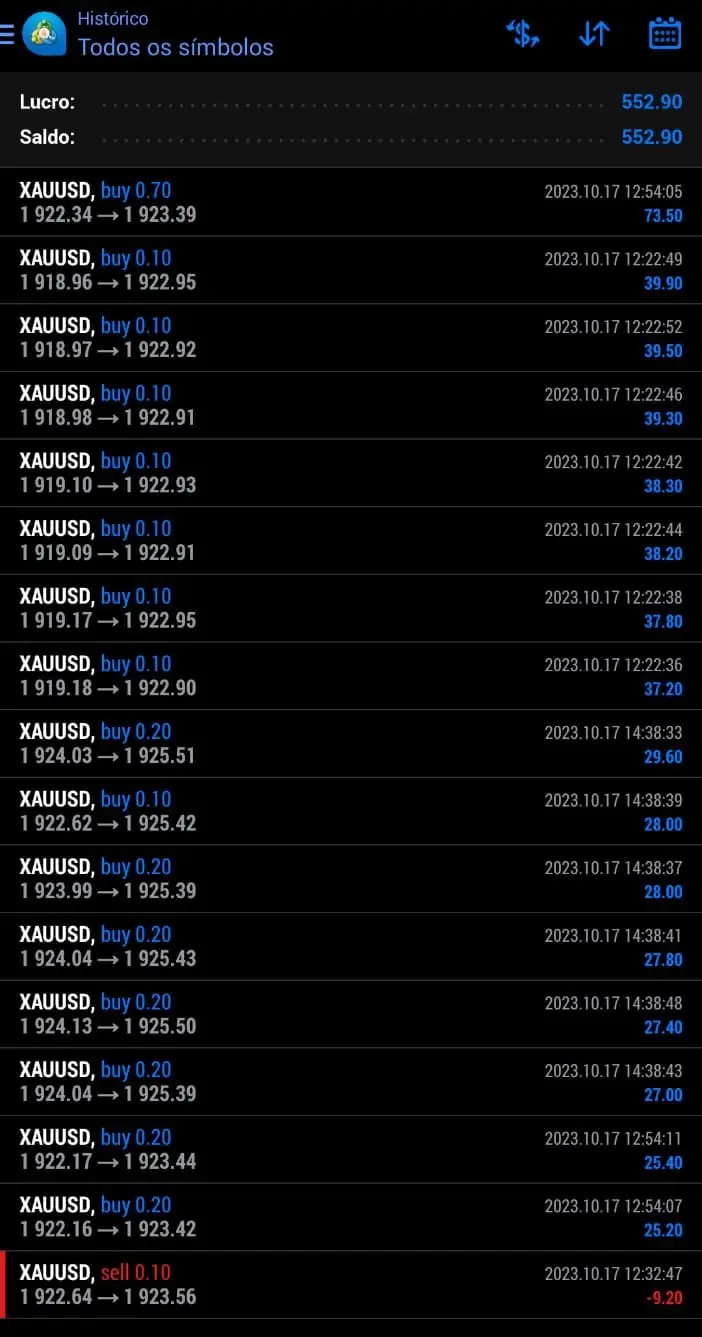 Histórico
Todos os símbolos
Lucro: 552.90
Saldo: 552.90
XAUUSD, buy 0.70 2023.10.17 12:54:05
1 922.34 → 1 923.39 73.50
XAUUSD, buy 0.10 2023.10.17 12:22:49
1 918.96 → 1 922.95 39.90
XAUUSD, buy 0.10 2023.10.17 12:22:52
1 918.97 → 1 922.92 39.50
XAUUSD, buy 0.10 2023.10.17 12:22:46
1 918.98 → 1 922.91 39.30
XAUUSD, buy 0.10 2023.10.17 12:22:42
1 919.10 → 1 922.93 38.30
XAUUSD, buy 0.10 2023.10.17 12:22:44
1 919.09 → 1 922.91 38.20
XAUUSD, buy 0.10 2023.10.17 12:22:38
1 919.17 → 1 922.95 37.80
XAUUSD, buy 0.10 2023.10.17 12:22:36
1 919.18 → 1 922.90 37.20
XAUUSD, buy 0.20 2023.10.17 14:38:33
1 924.03 → 1 925.51 29.60
XAUUSD, buy 0.10 2023.10.17 14:38:39
1 922.62 → 1 925.42 28.00
XAUUSD, buy 0.20 2023.10.17 14:38:37
1 923.99 → 1 925.39 28.00
XAUUSD, buy 0.20 2023.10.17 14:38:41
1 924.04 → 1 925.43 27.80
XAUUSD, buy 0.20 2023.10.17 14:38:48
1 924.13 → 1 925.50 27.40
XAUUSD, buy 0.20 2023.10.17 14:38:43
1 924.04 → 1 925.39 27.00
XAUUSD, buy 0.20 2023.10.17 12:54:11
1 922.17 → 1 923.44 25.40
XAUUSD, buy 0.20 2023.10.17 12:54:07
1 922.16 → 1 923.42 25.20
XAUUSD, sell 0.10 2023.10.17 12:32:47
1 922.64 → 1 923.56 -9.20